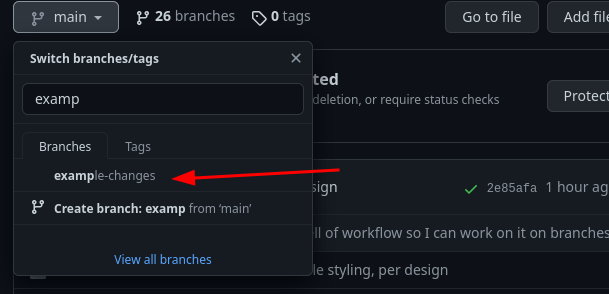 main 26 branches 0 tags Go to file Add file
Switch branches/tags
ted
examp
deletion, or require status checks
Protect
Branches Tags
example-changes
sign 2e85afa 1 hour ag
Create branch: examp from ‘main’
ell of workflow so I can work on it on branches
View all branches
le styling, per design